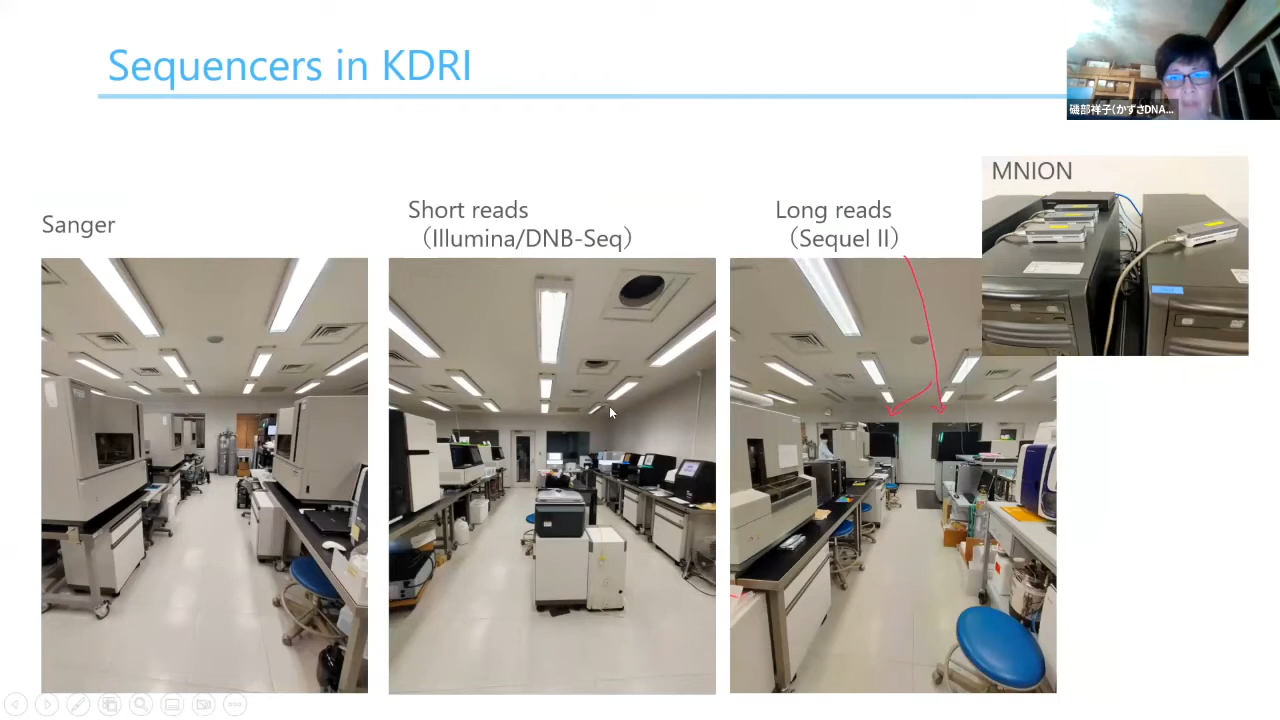 Sequencers in KDRI
磯部祥子(かずさDNA...
MNION
Sanger
Short reads
（Illumina/DNB-Seq）
Long reads
（Sequel II）